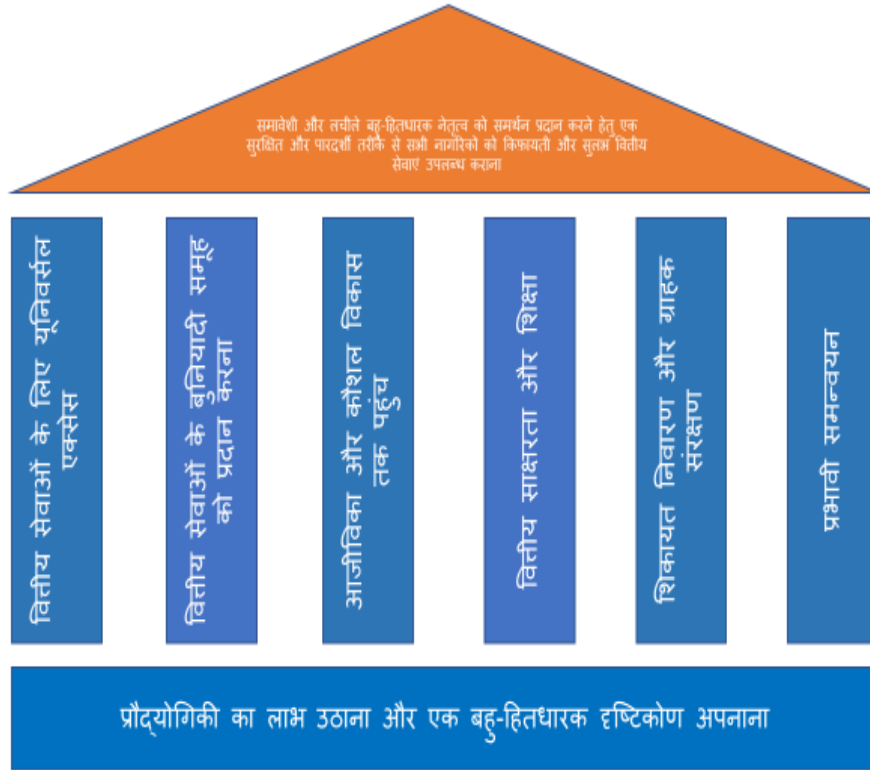 समावेशी और लचीले बहु-हितधारक नेतृत्व को समर्थन प्रदान करने हेतु एक
सुरक्षित और पारदर्शी तरीके से सभी नागरिकों को किफायती और सुलभ वित्तीय
सेवाएं उपलब्ध कराना
वित्तीय सेवाओं के लिए यूनिवर्सल
एक्सेस
वित्तीय सेवाओं के बुनियादी समूह
को प्रदान करना
आजीविका और कौशल विकास
तक पहुंच
वित्तीय साक्षरता और शिक्षा
शिकायत निवारण और ग्राहक
संरक्षण
प्रभावी समन्वयन
प्रौद्योगिकी का लाभ उठाना और एक बहु-हितधारक दृष्टिकोण अपनाना